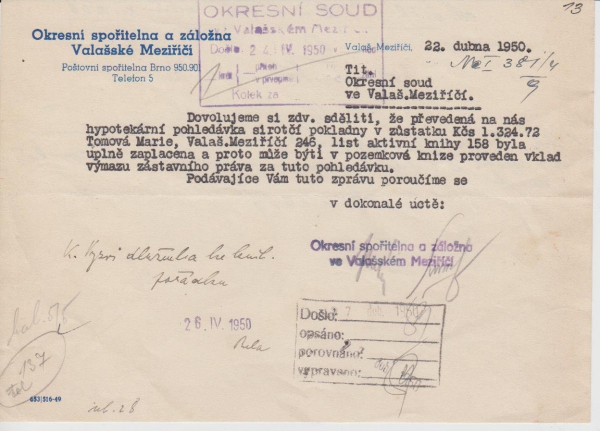 OKRESNÍ SOUD
ve Valašském Meziříčí
13
Okresní spořitelna a záložna
Valašské Meziříčí
Poštovní spořitelna Brno 950.901
Telefon 5
Došlo 24. IV. 1950
Valaš. Meziříčí, 22. dubna 1950.
Kolek za
Tit.
Okresní soud
ve Valaš.Meziříčí.
Dovolujeme si zdv. sděliti, že převedená na nás
hypotekární pohledávka sirotčí pokladny v zůstatku Kčs 1.324.72
Tomová Marie, Valaš.Meziříčí 246, list aktivní knihy 158 byla
uplně zaplacena a proto může býti v pozemkové knize proveden vklad
výmazu zástavního práva za tuto pohledávku.
Podávajíce Vám tuto zprávu poroučíme se
v dokonalé úctě:
Okresní spořitelna a záložna
ve Valašském Meziříčí
26. IV. 1950
Došlo:
opsáno:
porovnáno:
vypraveno:
137
653|516-49